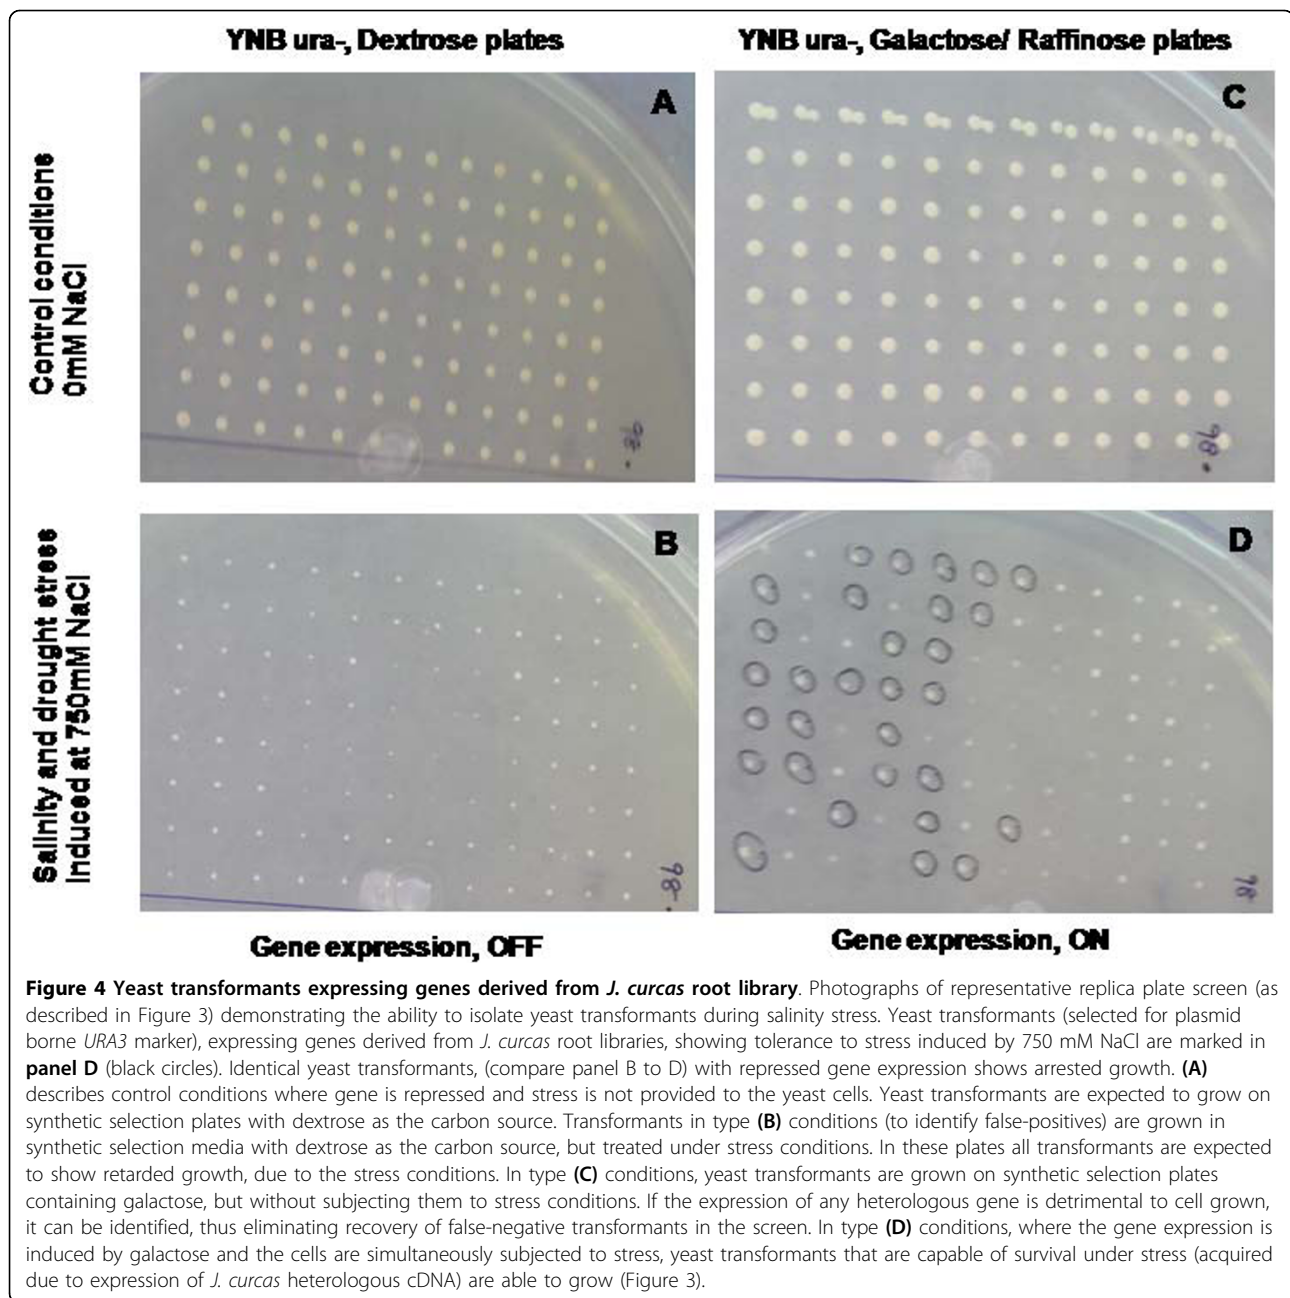 YNB ura-, Dextrose plates
YNB ura-, Galactose/ Raffinose plates
Control conditions
0mM NaCl
A
C
98.
98.
Salinity and drought stress
Induced at 750mM NaCl
B
D
98.
98
Gene expression, OFF
Gene expression, ON
Figure 4 Yeast transformants expressing genes derived from J. curcas root library. Photographs of representative replica plate screen (as
described in Figure 3) demonstrating the ability to isolate yeast transformants during salinity stress. Yeast transformants (selected for plasmid
borne URA3 marker), expressing genes derived from J. curcas root libraries, showing tolerance to stress induced by 750 mM NaCl are marked in
panel D (black circles). Identical yeast transformants, (compare panel B to D) with repressed gene expression shows arrested growth. (A)
describes control conditions where gene is repressed and stress is not provided to the yeast cells. Yeast transformants are expected to grow on
synthetic selection plates with dextrose as the carbon source. Transformants in type (B) conditions (to identify false-positives) are grown in
synthetic selection media with dextrose as the carbon source, but treated under stress conditions. In these plates all transformants are expected
to show retarded growth, due to the stress conditions. In type (C) conditions, yeast transformants are grown on synthetic selection plates
containing galactose, but without subjecting them to stress conditions. If the expression of any heterologous gene is detrimental to cell grown,
it can be identified, thus eliminating recovery of false-negative transformants in the screen. In type (D) conditions, where the gene expression is
induced by galactose and the cells are simultaneously subjected to stress, yeast transformants that are capable of survival under stress (acquired
due to expression of J. curcas heterologous cDNA) are able to grow (Figure 3).